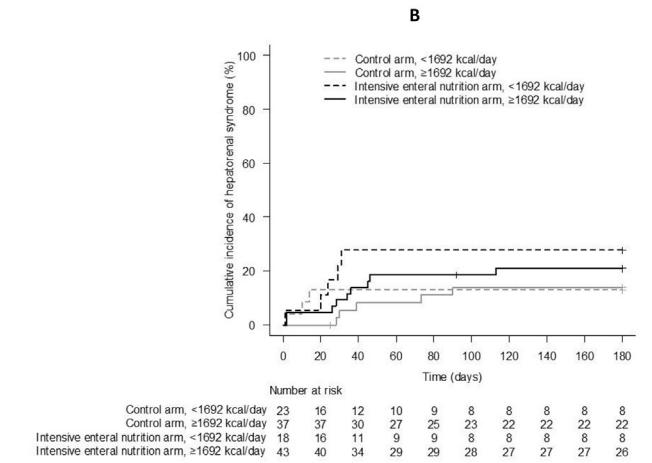 B
Cumulative incidence of hepatorenal syndrome (%)
100
80
60
40
20
0
Control arm, <1692 kcal/day
Control arm, ≥1692 kcal/day
Intensive enteral nutrition arm, <1692 kcal/day
Intensive enteral nutrition arm, ≥1692 kcal/day
0 20 40 60 80 100 120 140 160 180
Time (days)
Number at risk
Control arm, <1692 kcal/day 23 16 12 10 9 8 8 8 8 8
Control arm, ≥1692 kcal/day 37 37 30 27 25 23 22 22 22 22
Intensive enteral nutrition arm, <1692 kcal/day 18 16 11 9 9 8 8 8 8 8
Intensive enteral nutrition arm, ≥1692 kcal/day 43 40 34 29 29 28 27 27 27 26